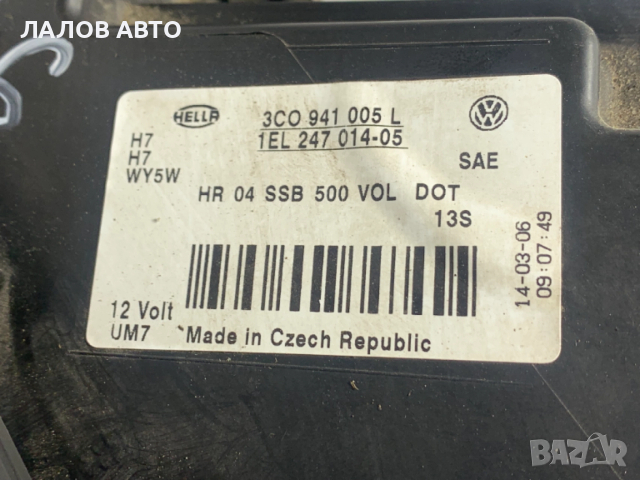 ЛАЛОВ АВТО
HELLA
3C0 941 005 L
1EL 247 014-05
H7
H7
WY5W
SAE
HR 04 SSB 500 VOL DOT
13S
14-03-06
09:07:49
12 Volt
UM7
Made in Czech Republic
BAZAR